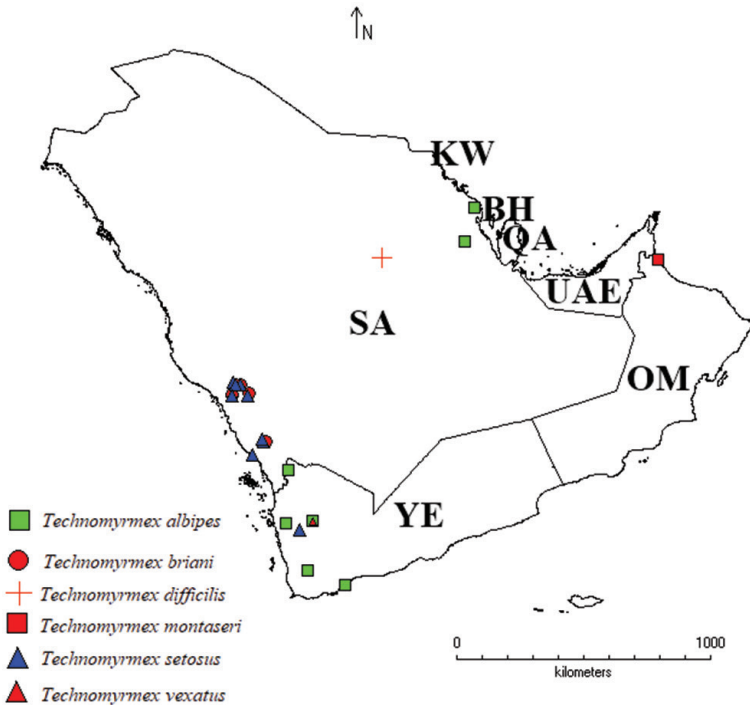 N
KW
BH
QA
UAE
SA
OM
YE
Technomyrmex albipes
Technomyrmex briani
Technomyrmex difficilis
Technomyrmex montaseri
Technomyrmex setosus
Technomyrmex vexatus
0 1000
kilometers